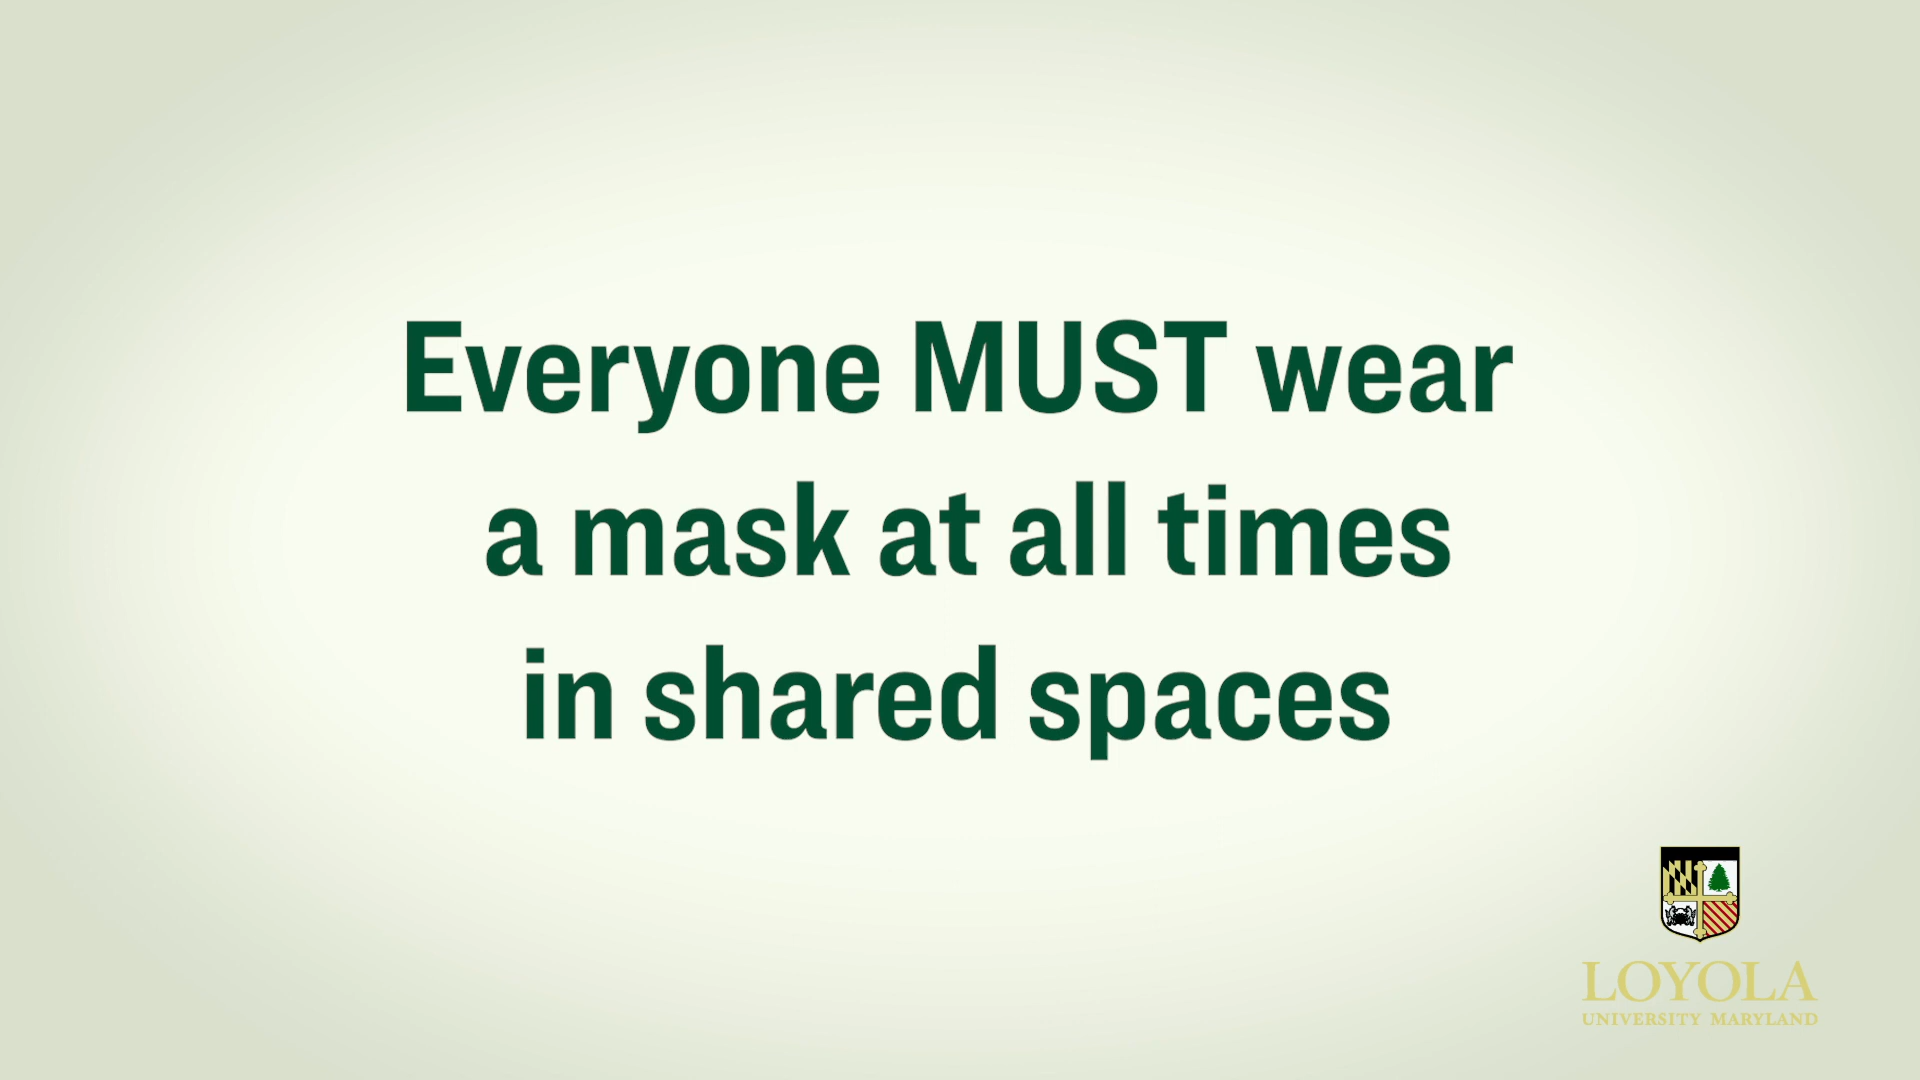 Everyone MUST wear
a mask at all times
in shared spaces
LOYOLA
UNIVERSITY MARYLAND